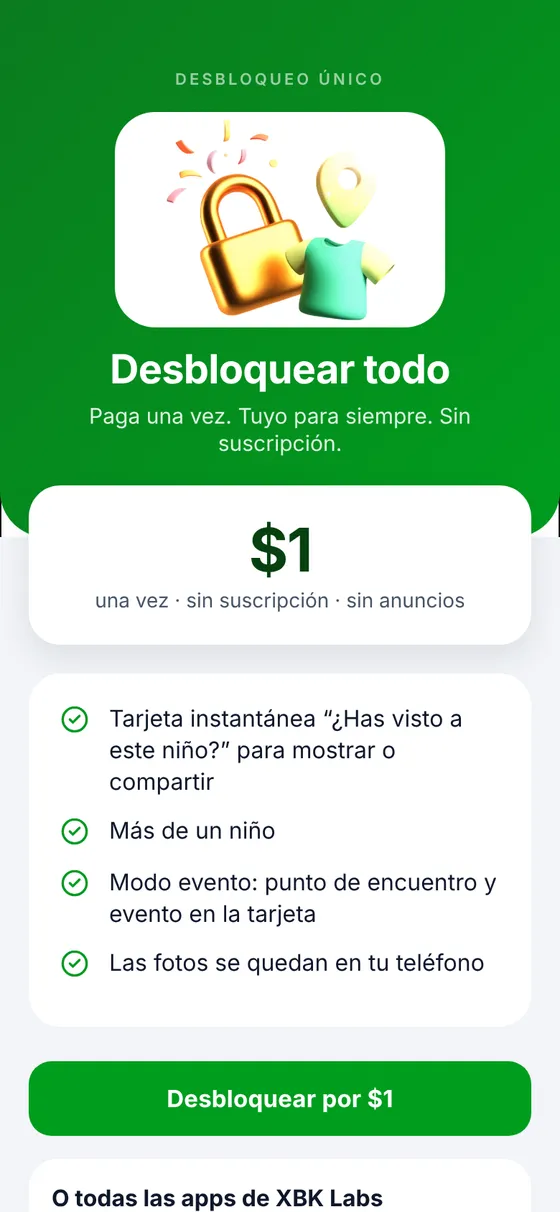 DESBLOQUEO ÚNICO
Desbloquear todo
Paga una vez. Tuyo para siempre. Sin
suscripción.
$1
una vez · sin suscripción · sin anuncios
Tarjeta instantánea “¿Has visto a
este niño?” para mostrar o
compartir
Más de un niño
Modo evento: punto de encuentro y
evento en la tarjeta
Las fotos se quedan en tu teléfono
Desbloquear por $1
O todas las apps de XBK Labs